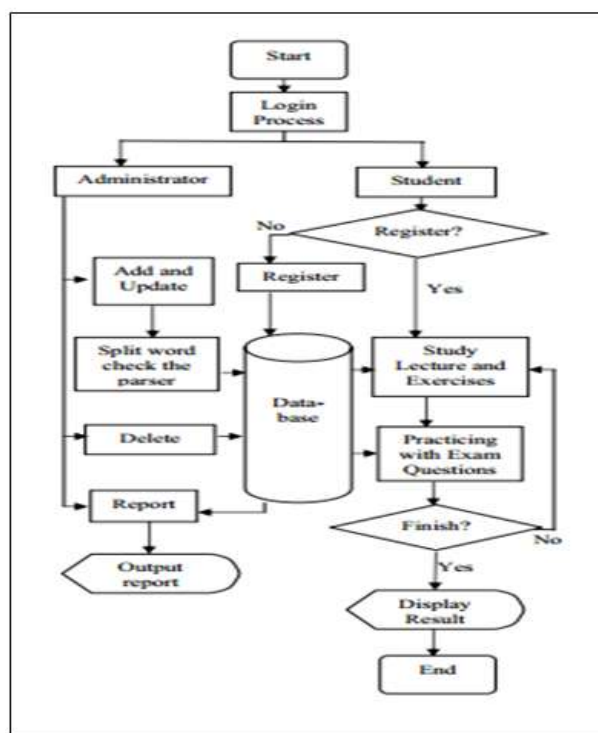 Start
Login
Process
Administrator
Student
No
Register?
Add and
Update
Register
Yes
Split word
check the
parser
Data-
base
Study
Lecture and
Exercises
Delete
Practicing
with Exam
Questions
Report
Finish?
No
Output
report
Yes
Display
Result
End